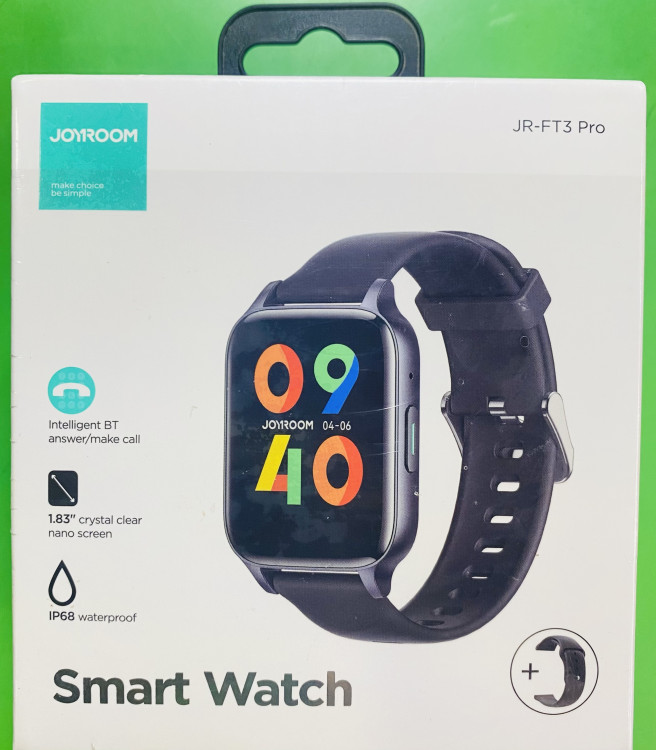 JOYROOM
make choice
be simple
JR-FT3 Pro
09
JOYROOM 04-06
40
Intelligent BT
answer/make call
1.83" crystal clear
nano screen
IP68 waterproof
Smart Watch
+